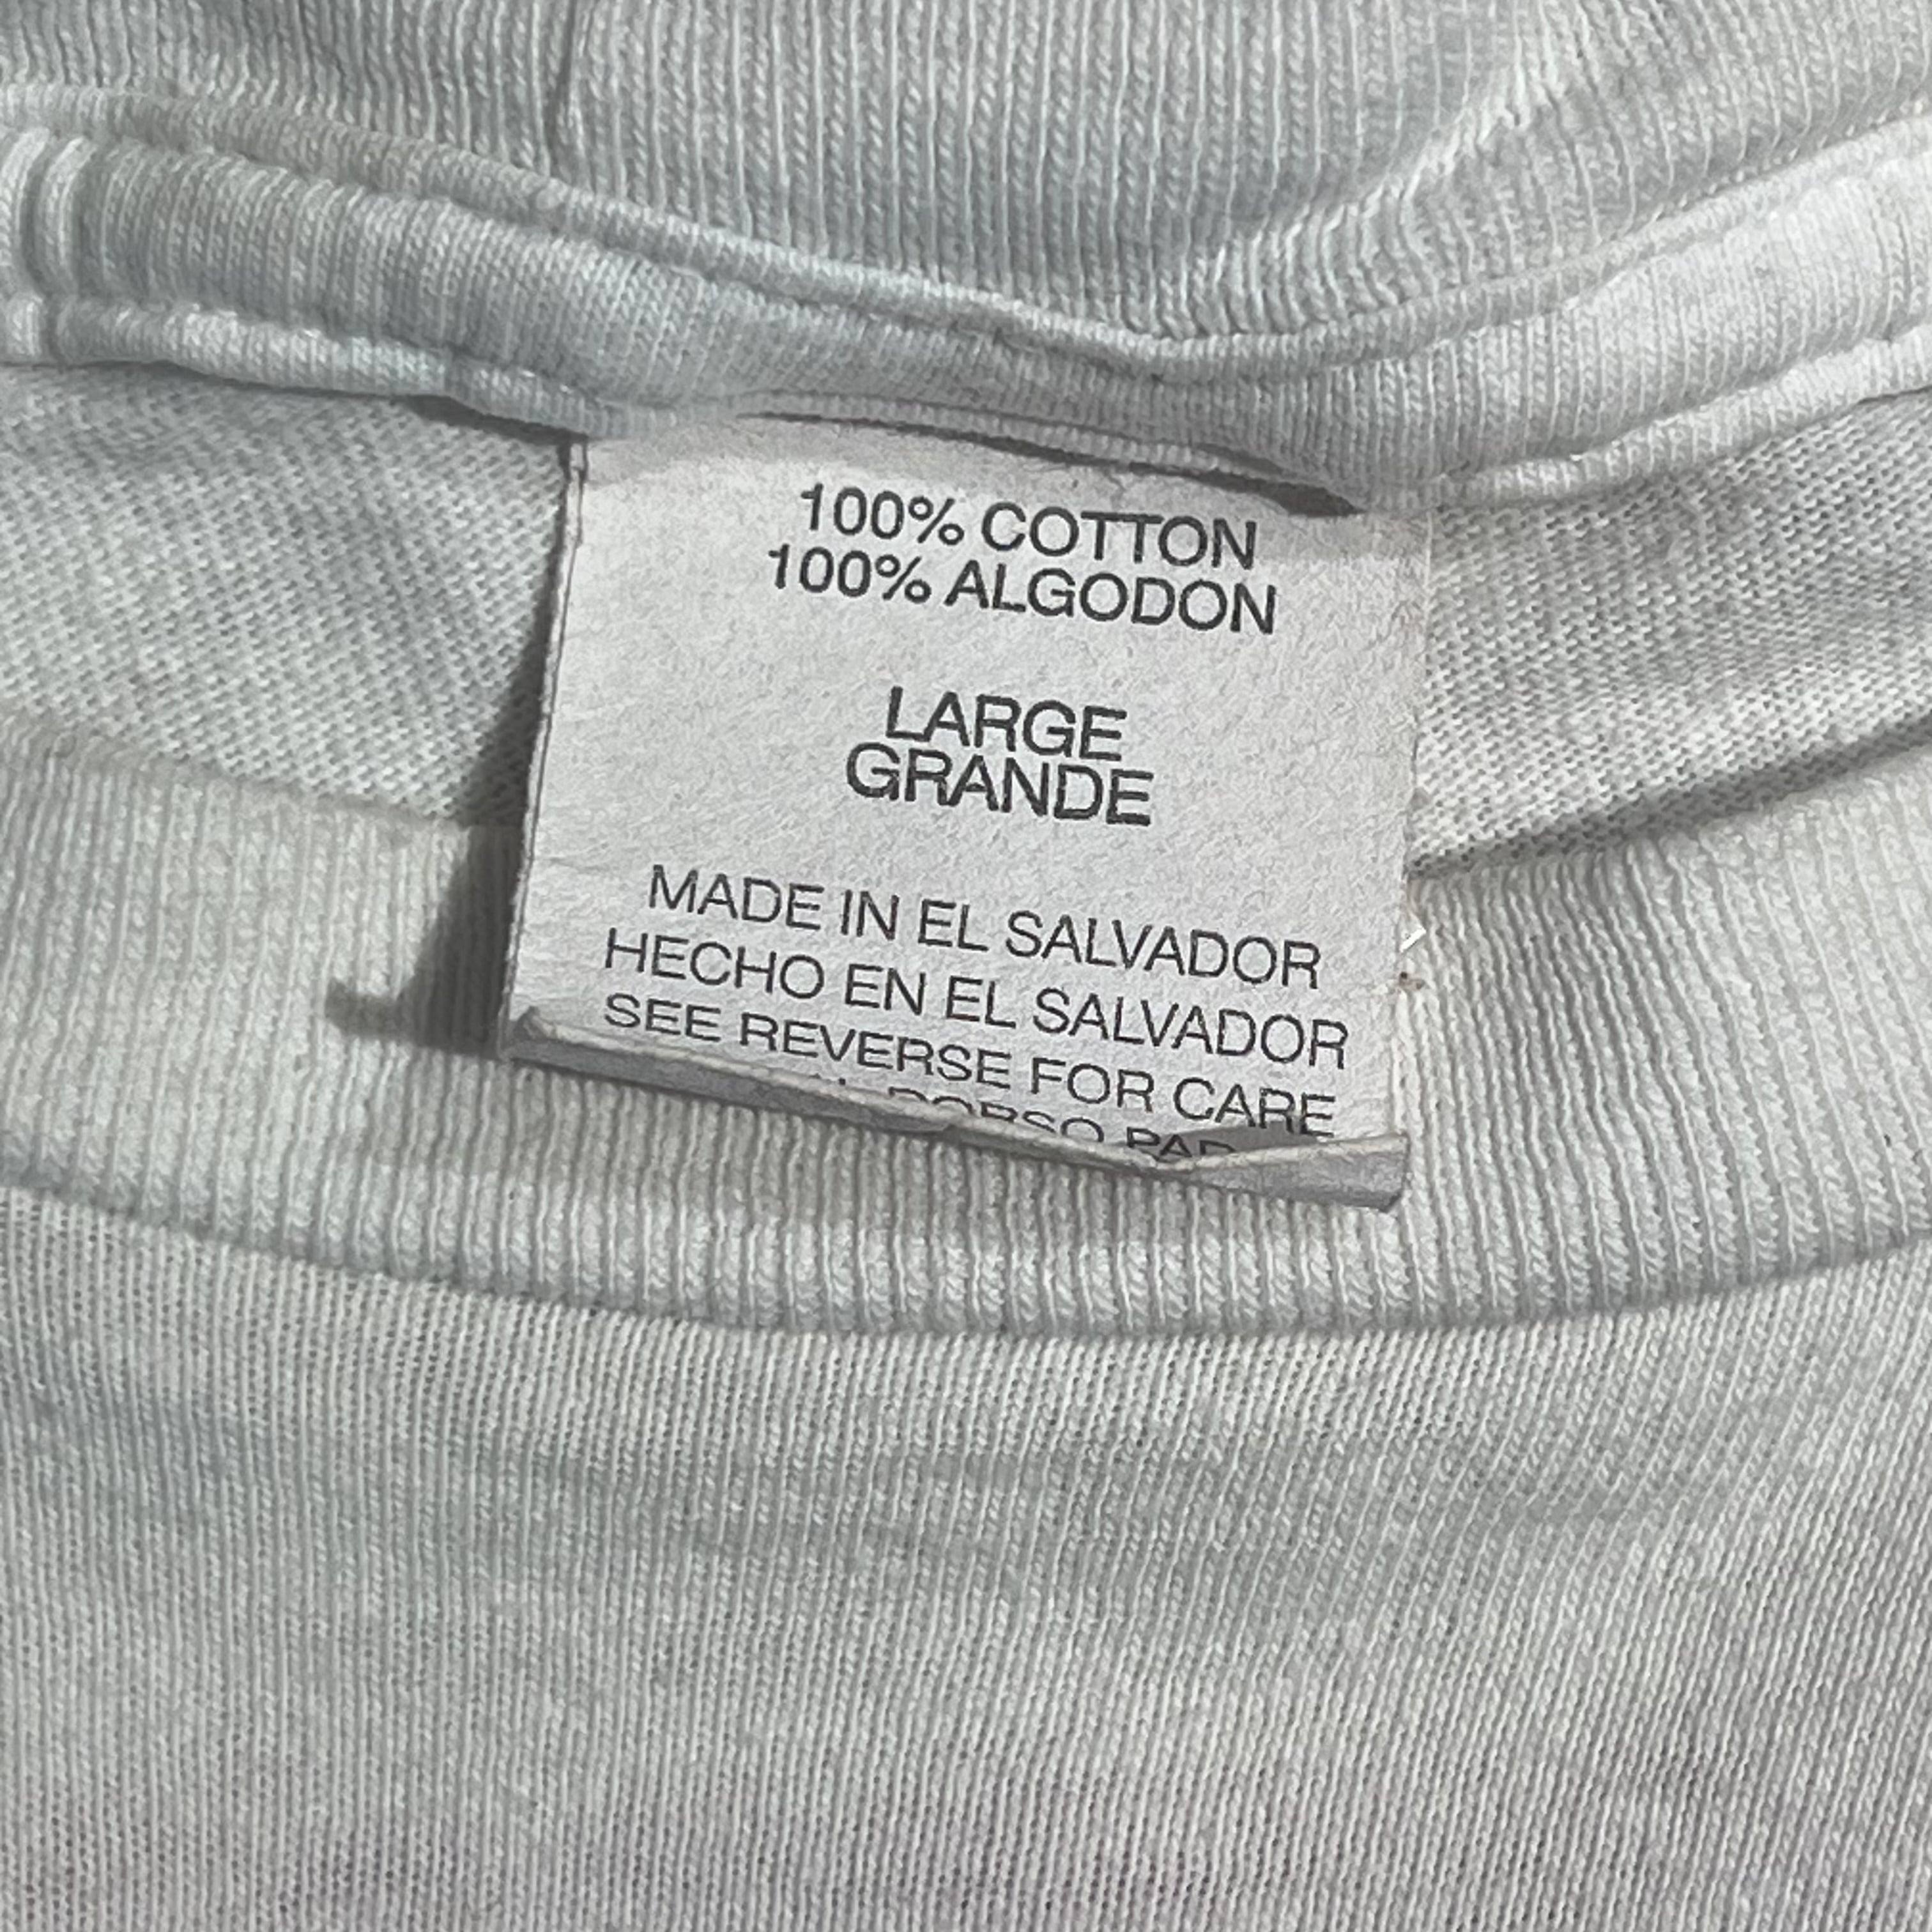 100% COTTON
100% ALGODON
LARGE
GRANDE
MADE IN EL SALVADOR
HECHO EN EL SALVADOR
SEE REVERSE FOR CARE